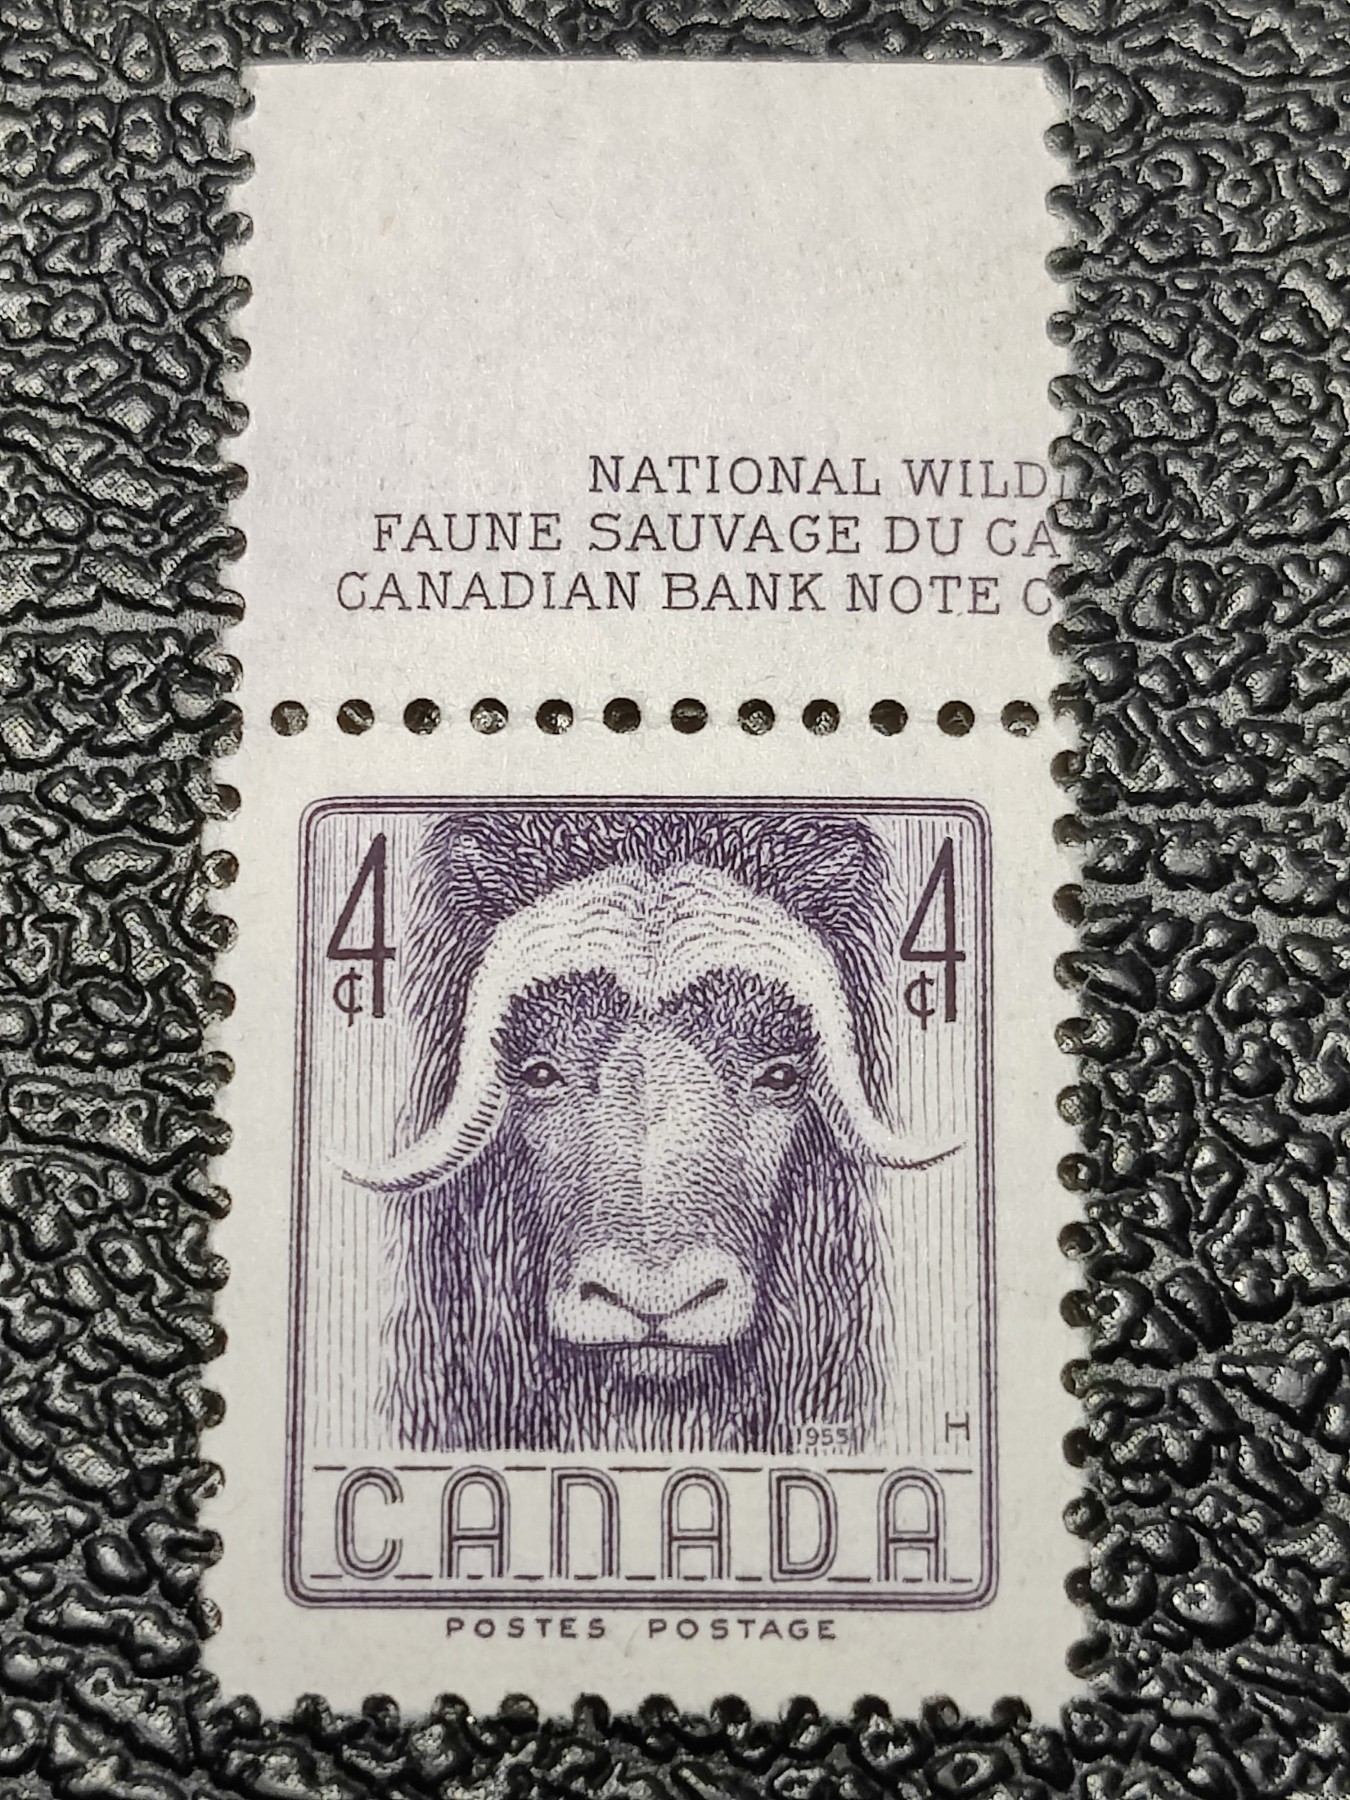 NATIONAL WILD
FAUNE SAUVAGE DU CA
CANADIAN BANK NOTE C
4¢ 4¢
1955 H
CANADA
POSTES POSTAGE